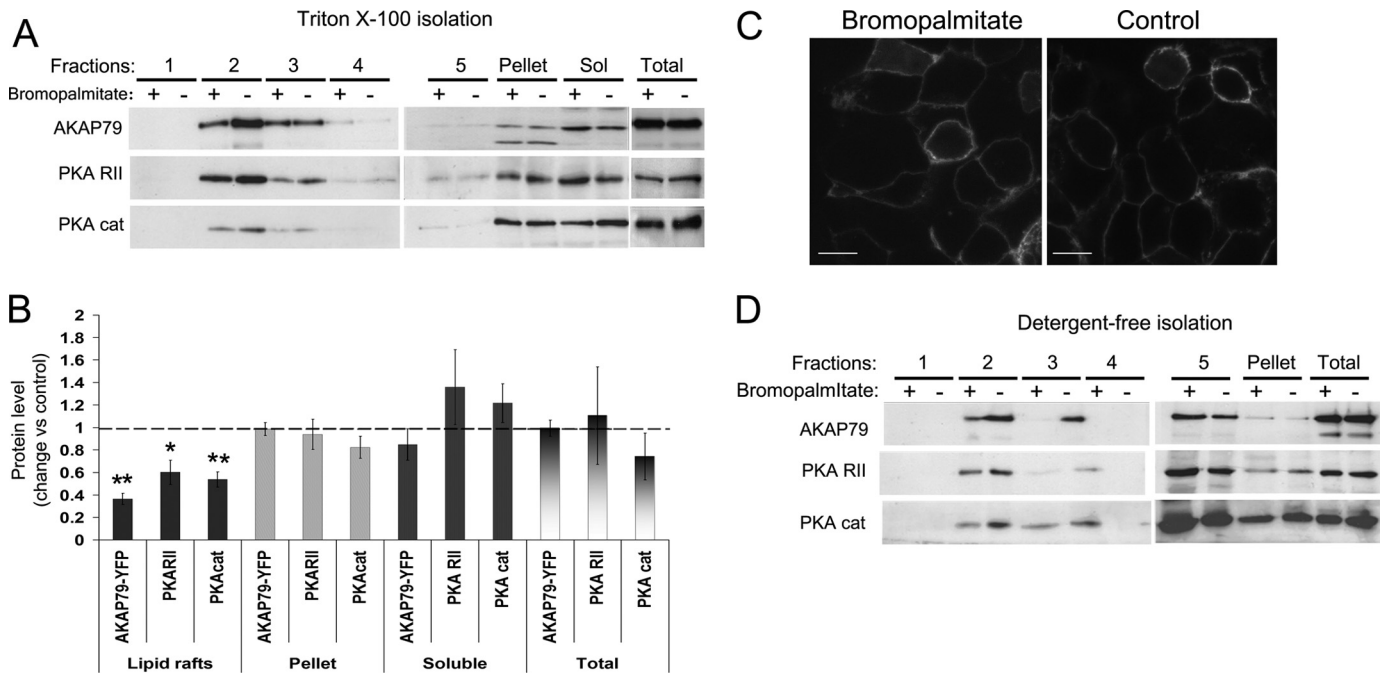 A
Triton X-100 isolation
Fractions: 1 2 3 4 5 Pellet Sol Total
Bromopalmitate: + - + - + - + - + - + - + - + -
AKAP79
PKA RII
PKA cat
B
Protein level
(change vs control)
2
1.8
1.6
1.4
1.2
1
0.8
0.6
0.4
0.2
0
** * **
AKAP79-YFP PKARII PKAcat AKAP79-YFP PKARII PKAcat AKAP79-YFP PKA RII PKA cat AKAP79-YFP PKA RII PKA cat
Lipid rafts Pellet Soluble Total
C
Bromopalmitate Control
D
Detergent-free isolation
Fractions: 1 2 3 4 5 Pellet Total
BromopalmItate: + - + - + - + - + - + - + -
AKAP79
PKA RII
PKA cat